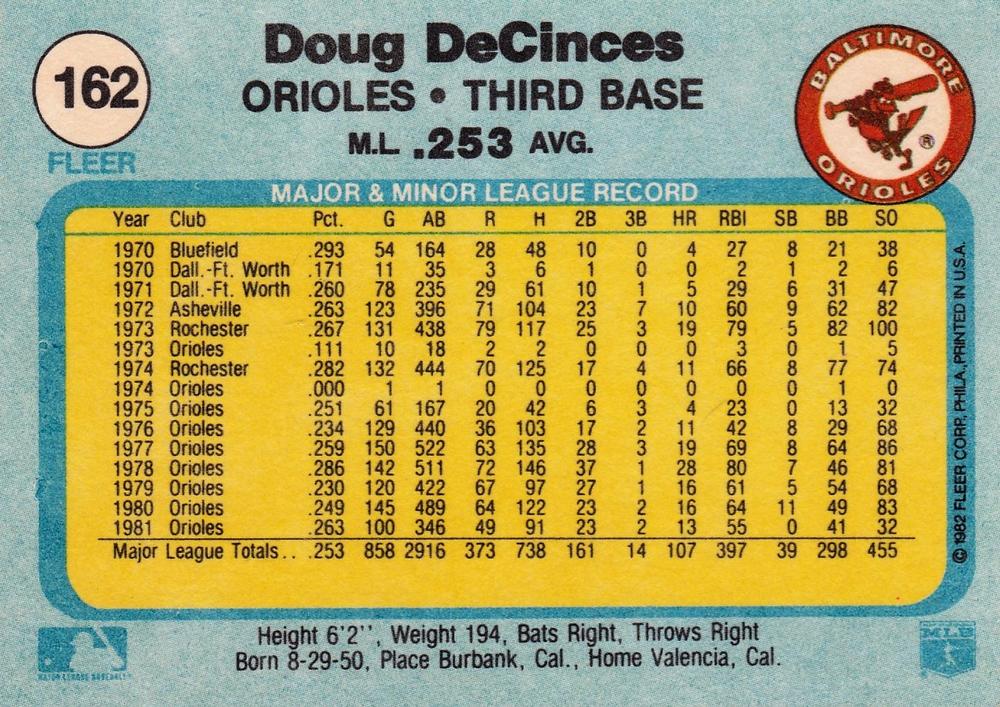 162
FLEER
Doug DeCinces
ORIOLES • THIRD BASE
M.L. .253 AVG.
BALTIMORE
ORIOLES
®
MAJOR & MINOR LEAGUE RECORD
Year Club Pct. G AB R H 2B 3B HR RBI SB BB SO
1970 Bluefield .293 54 164 28 48 10 0 4 27 8 21 38
1970 Dall.-Ft. Worth .171 11 35 3 6 1 0 0 2 1 2 6
1971 Dall.-Ft. Worth .260 78 235 29 61 10 1 5 29 6 31 47
1972 Asheville .263 123 396 71 104 23 7 10 60 9 62 82
1973 Rochester .267 131 438 79 117 25 3 19 79 5 82 100
1973 Orioles .111 10 18 2 2 0 0 0 3 0 1 5
1974 Rochester .282 132 444 70 125 17 4 11 66 8 77 74
1974 Orioles .000 1 1 0 0 0 0 0 0 0 1 0
1975 Orioles .251 61 167 20 42 6 3 4 23 0 13 32
1976 Orioles .234 129 440 36 103 17 2 11 42 8 29 68
1977 Orioles .259 150 522 63 135 28 3 19 69 8 64 86
1978 Orioles .286 142 511 72 146 37 1 28 80 7 46 81
1979 Orioles .230 120 422 67 97 27 1 16 61 5 54 68
1980 Orioles .249 145 489 64 122 23 2 16 64 11 49 83
1981 Orioles .263 100 346 49 91 23 2 13 55 0 41 32
Major League Totals . . .253 858 2916 373 738 161 14 107 397 39 298 455
© 1982 FLEER CORP., PHILA., PRINTED IN U.S.A.
Height 6'2'', Weight 194, Bats Right, Throws Right
Born 8-29-50, Place Burbank, Cal., Home Valencia, Cal.
MAJOR LEAGUE BASEBALL
MLB